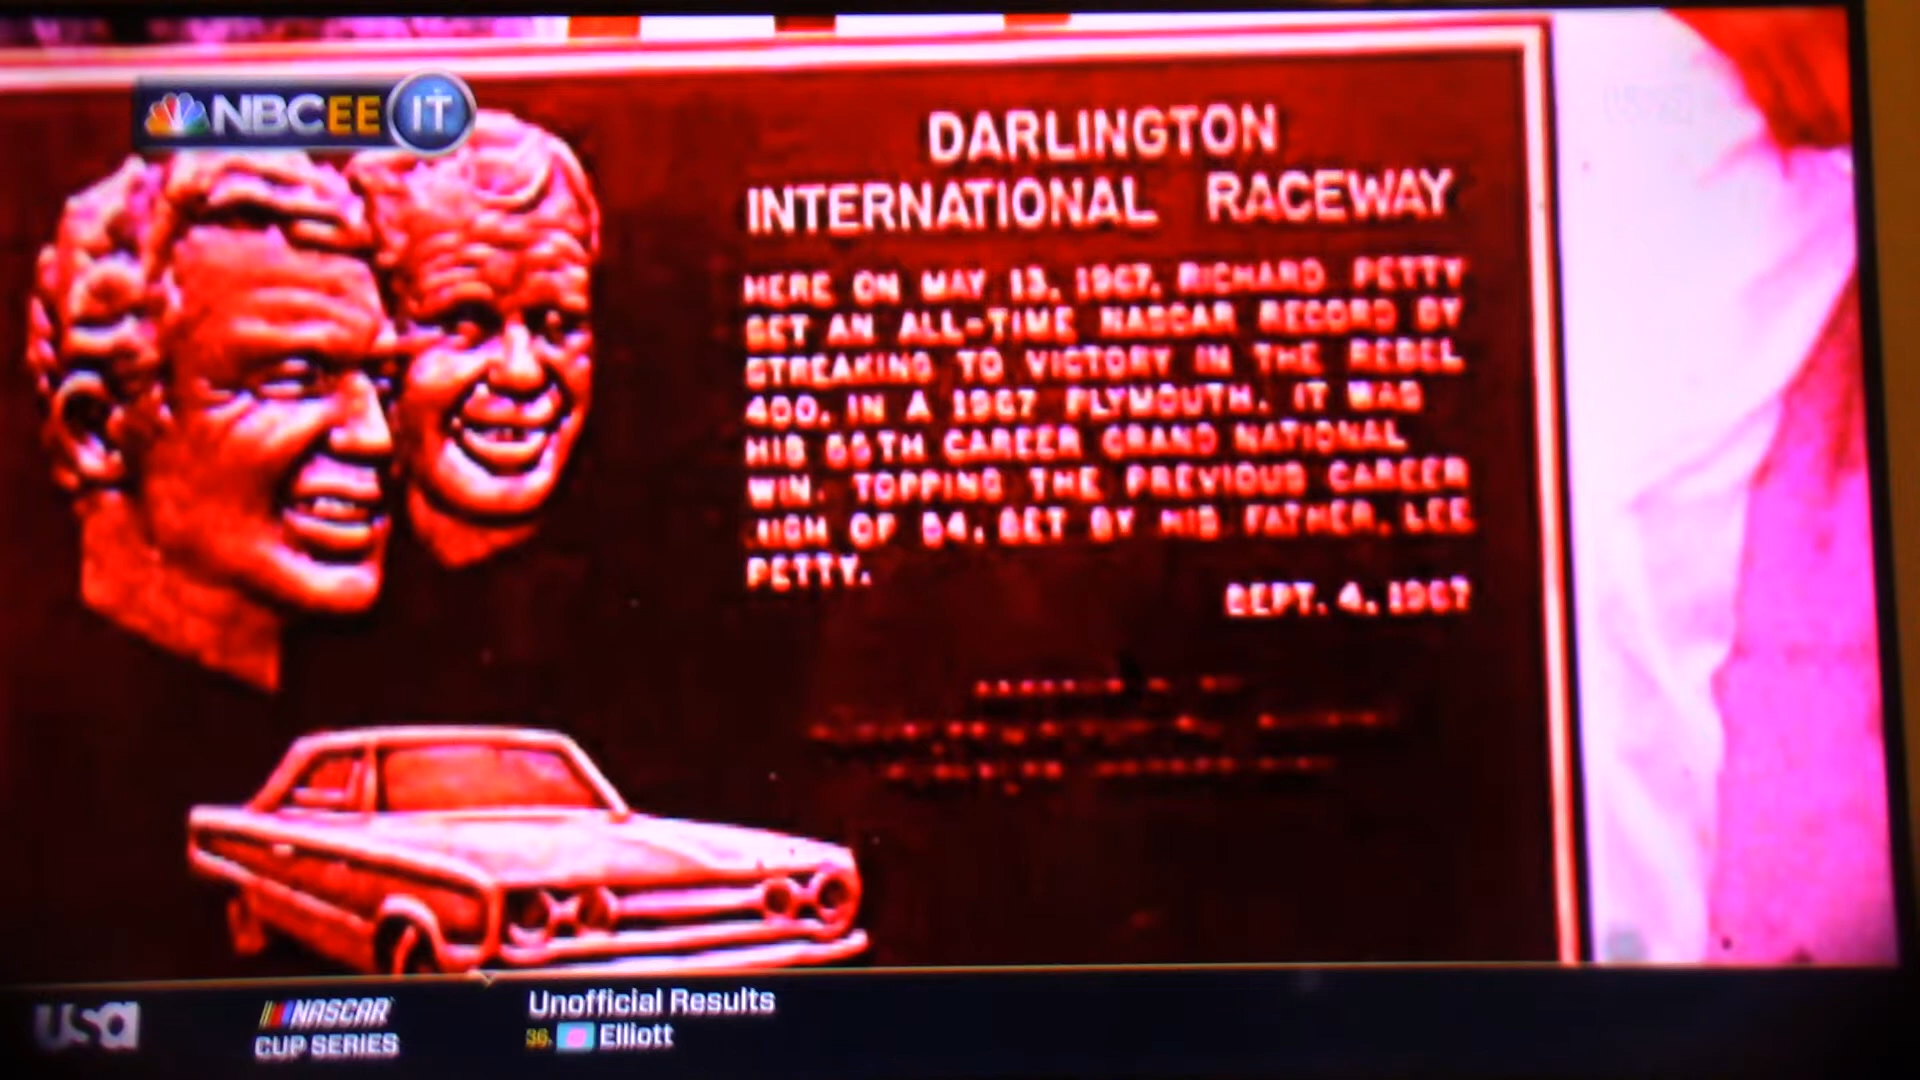 NBCEE IT
DARLINGTON
INTERNATIONAL RACEWAY
HERE ON MAY 13, 1967, RICHARD PETTY
SET AN ALL-TIME NASCAR RECORD BY
STREAKING TO VICTORY IN THE REBEL
400, IN A 1967 PLYMOUTH. IT WAS
HIS 55TH CAREER GRAND NATIONAL
WIN, TOPPING THE PREVIOUS CAREER
HIGH OF 54, SET BY HIS FATHER, LEE
PETTY.
SEPT. 4, 1967
usa
NASCAR
CUP SERIES
Unofficial Results
36. Elliott